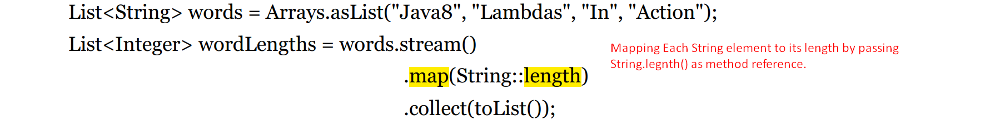 List<String> words = Arrays.asList("Java8", "Lambdas", "In", "Action");
List<Integer> wordLengths = words.stream()
Mapping Each String element to its length by passing
String.legnth() as method reference.
.map(String::length)
.collect(toList());